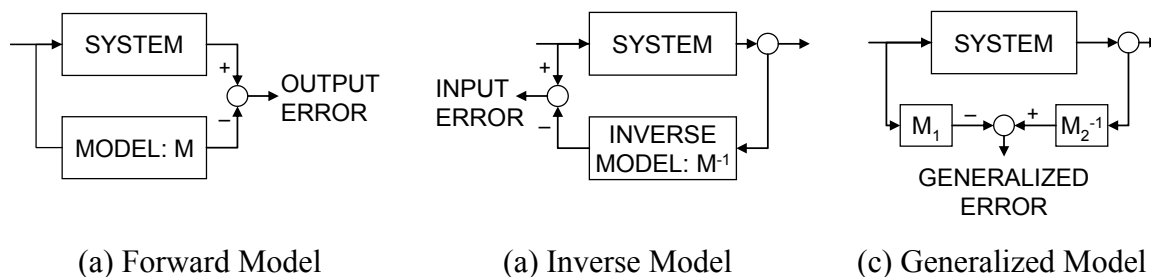 SYSTEM
+
−
OUTPUT
ERROR
MODEL: M
(a) Forward Model
SYSTEM
+
INPUT
ERROR
−
INVERSE
MODEL: M⁻¹
(a) Inverse Model
SYSTEM
M₁
−
+
M₂⁻¹
GENERALIZED
ERROR
(c) Generalized Model